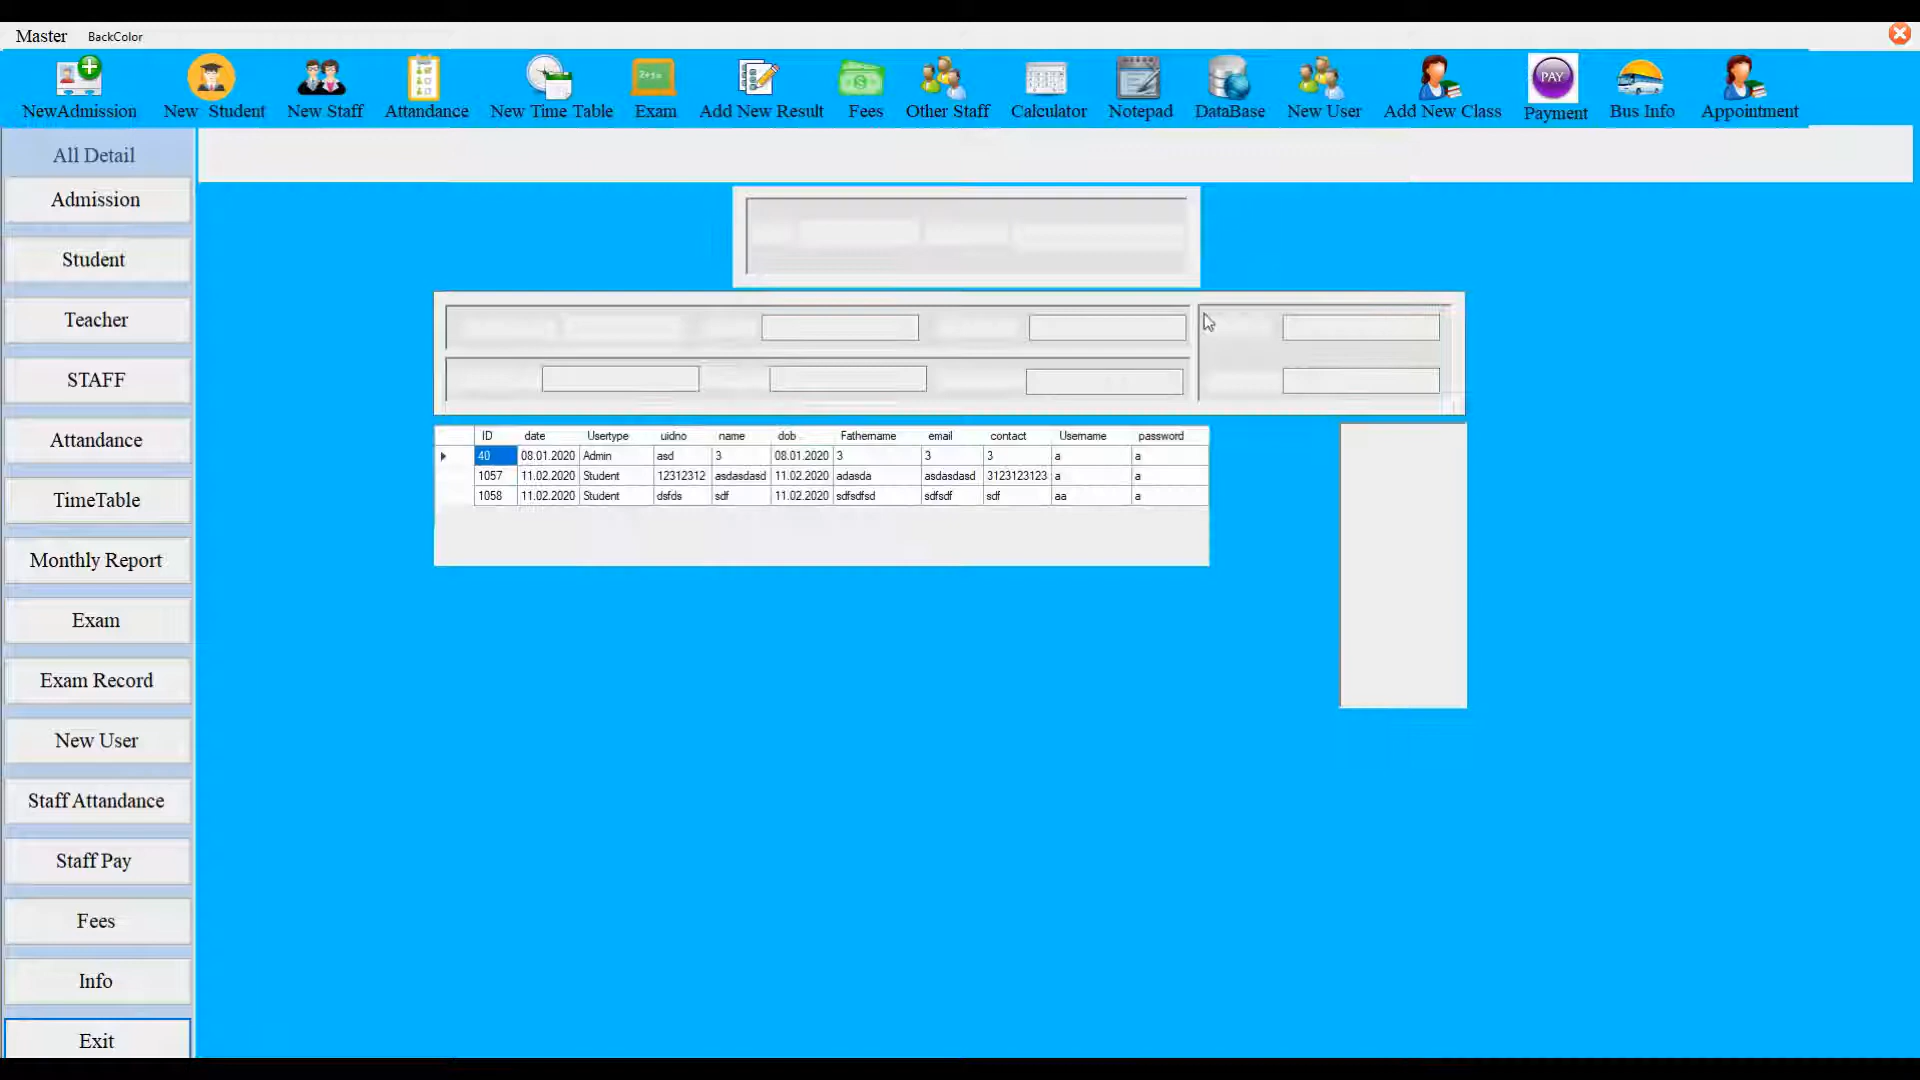 Master BackColor
NewAdmission New Student New Staff Attandance New Time Table Exam Add New Result Fees Other Staff Calculator Notepad DataBase New User Add New Class Payment Bus Info Appointment
2+1=
PAY
All Detail
Admission
Student
Teacher
STAFF
Attandance
TimeTable
Monthly Report
Exam
Exam Record
New User
Staff Attandance
Staff Pay
Fees
Info
Exit
ID date Usertype uidno name dob Fathername email contact Username password
40 08.01.2020 Admin asd 3 08.01.2020 3 3 3 a a
1057 11.02.2020 Student 12312312 asdasdasd 11.02.2020 adasda asdasdasd 3123123123 a a
1058 11.02.2020 Student dsfds sdf 11.02.2020 sdfsdfsd sdfsdf sdf aa a